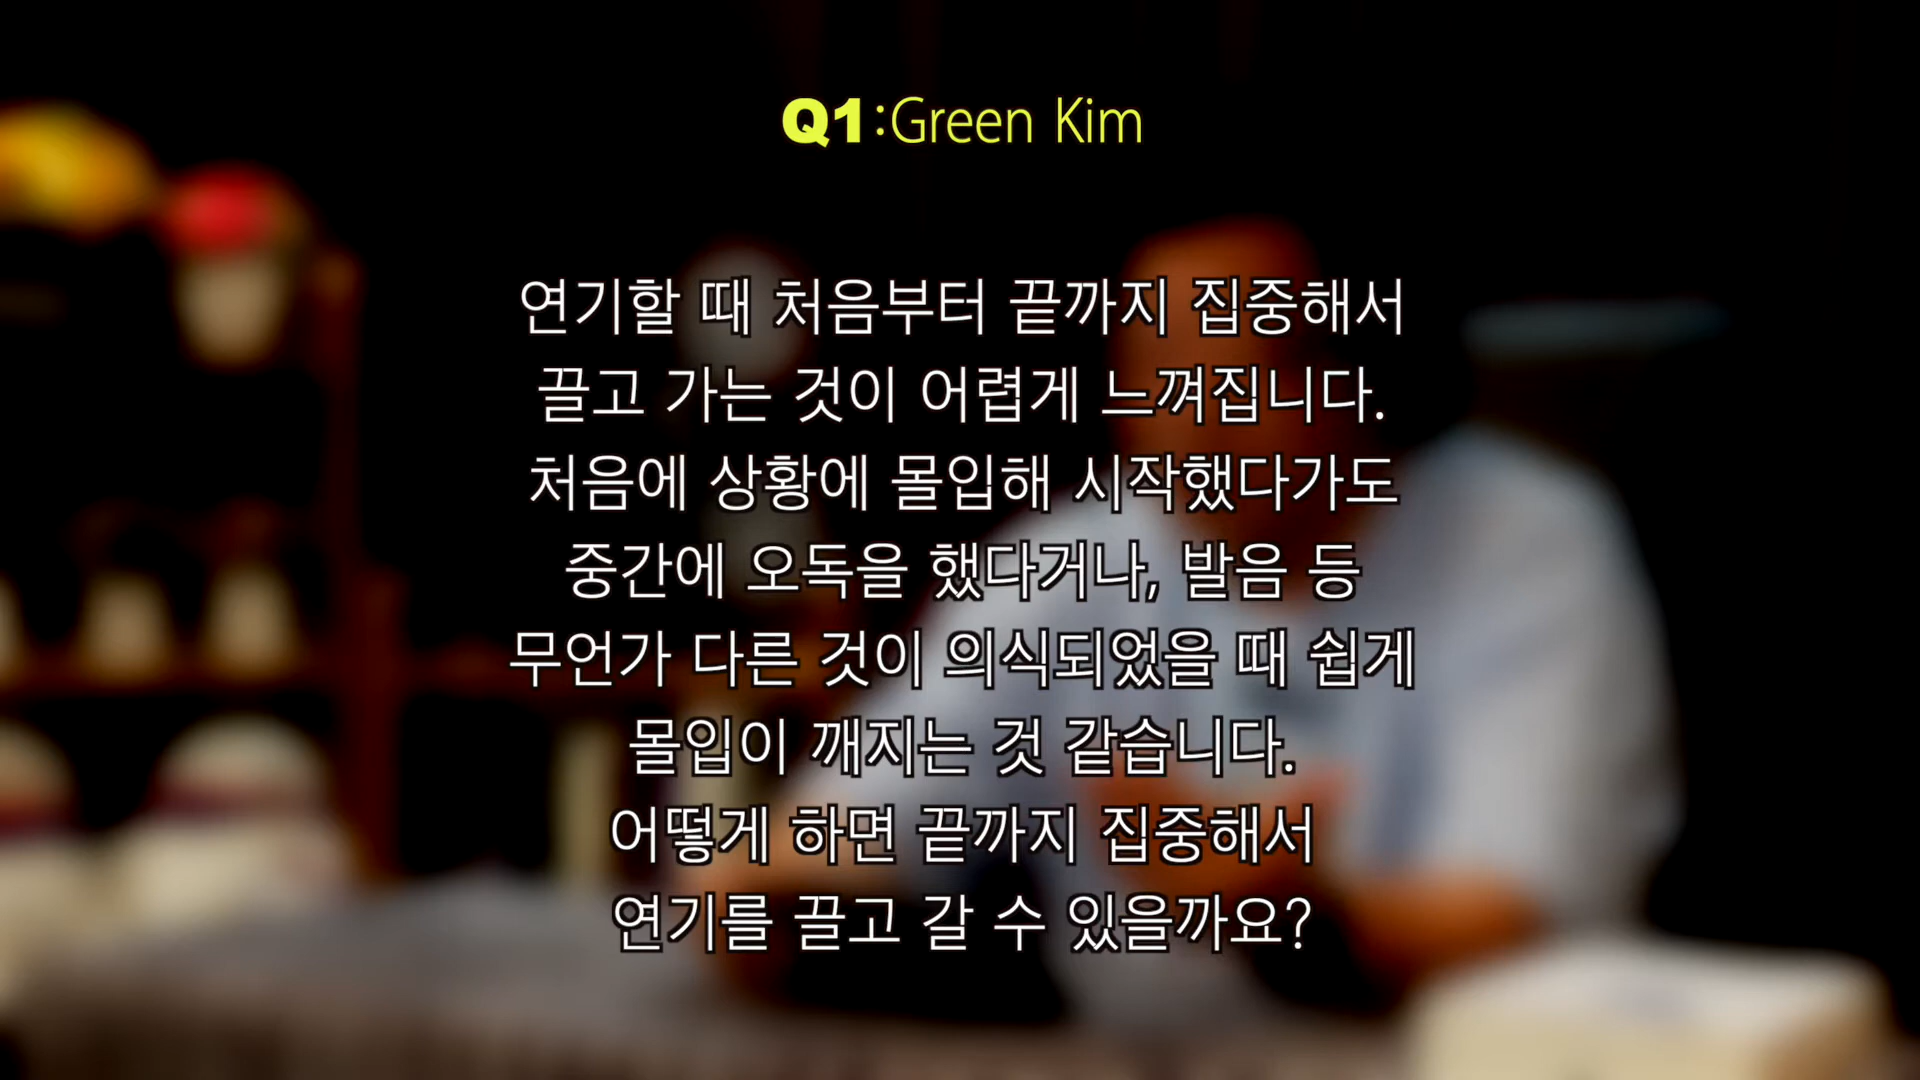 Q1:Green Kim
연기할 때 처음부터 끝까지 집중해서
끌고 가는 것이 어렵게 느껴집니다.
처음에 상황에 몰입해 시작했다가도
중간에 오독을 했다거나, 발음 등
무언가 다른 것이 의식되었을 때 쉽게
몰입이 깨지는 것 같습니다.
어떻게 하면 끝까지 집중해서
연기를 끌고 갈 수 있을까요?